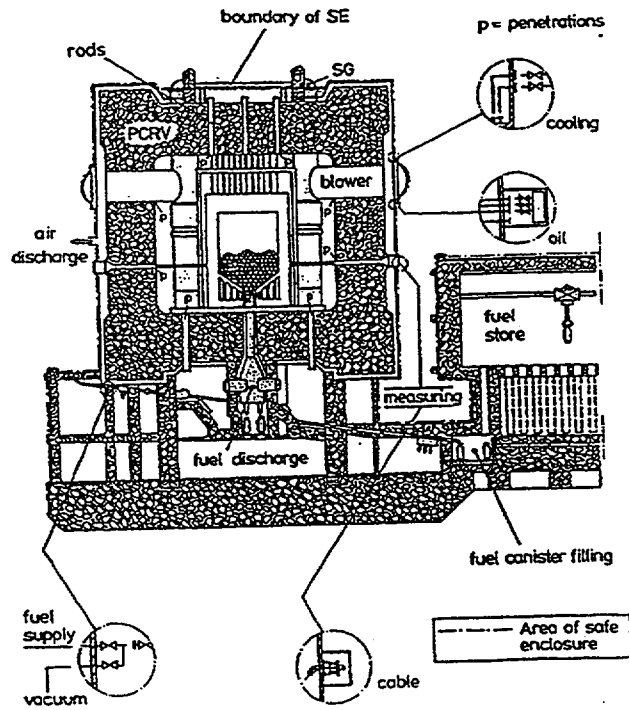 boundary of SE
p = penetrations
rods
SG
PCRV
cooling
blower
p
p
p
air
discharge
oil
p
p
p
p
fuel
store
measuring
fuel discharge
fuel canister filling
fuel
supply
Area of safe
enclosure
vacuum
cable